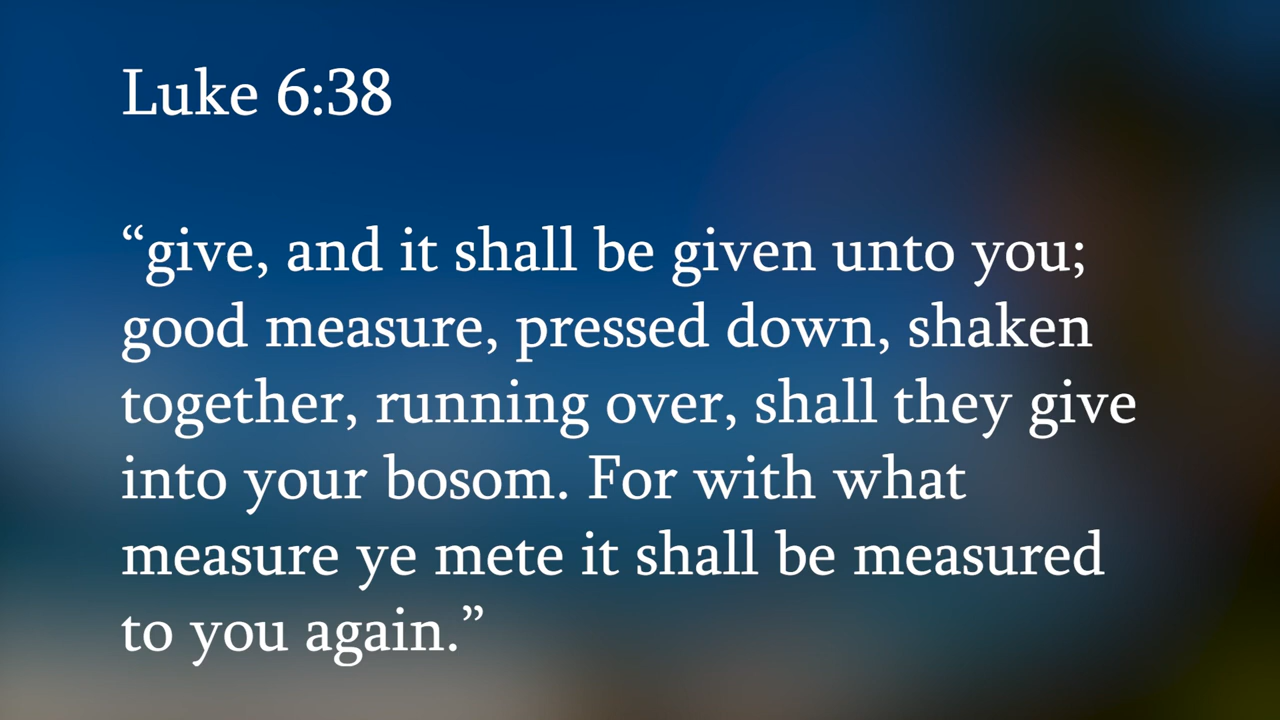 Luke 6:38
“give, and it shall be given unto you;
good measure, pressed down, shaken
together, running over, shall they give
into your bosom. For with what
measure ye mete it shall be measured
to you again.”